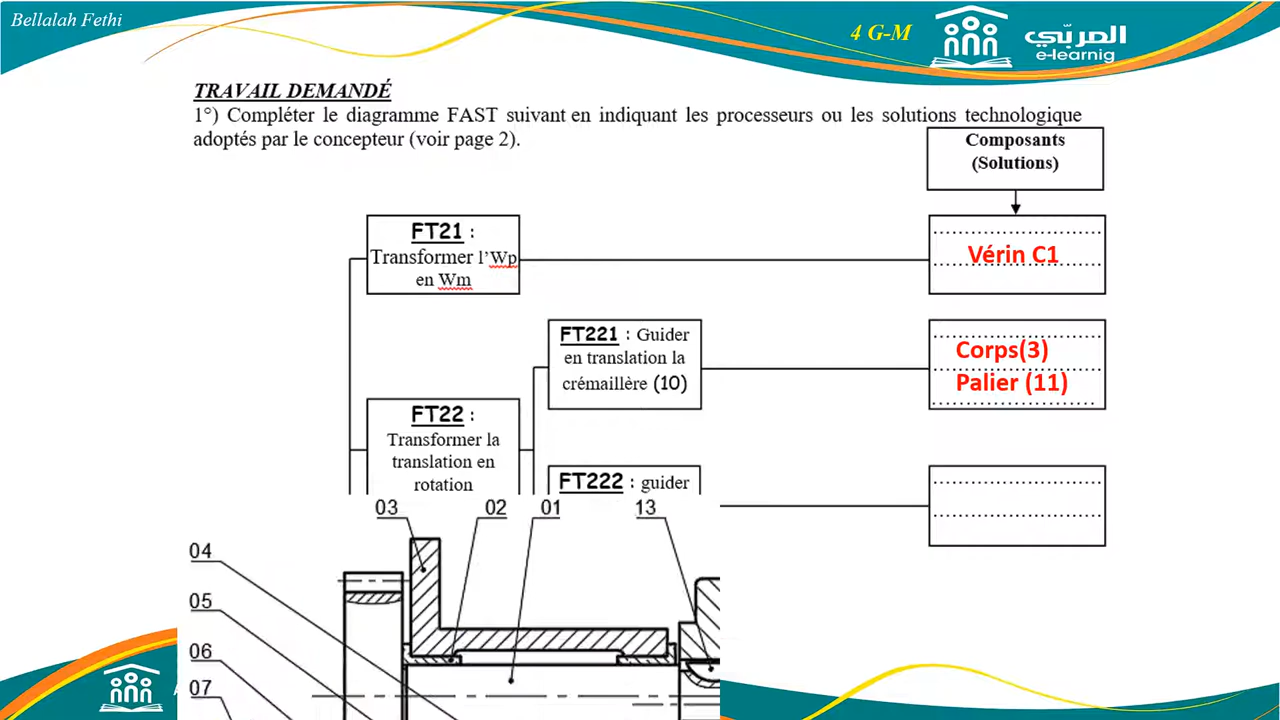 Bellalah Fethi
4 G-M
المربّي
e-learnig
TRAVAIL DEMANDÉ
1°) Compléter le diagramme FAST suivant en indiquant les processeurs ou les solutions technologique
adoptés par le concepteur (voir page 2).
Composants
(Solutions)
FT21 :
Transformer l’Wp
en Wm
Vérin C1
FT221 : Guider
en translation la
crémaillère (10)
Corps(3)
Palier (11)
FT22 :
Transformer la
translation en
rotation
FT222 : guider
03
02
01
13
04
05
06
07